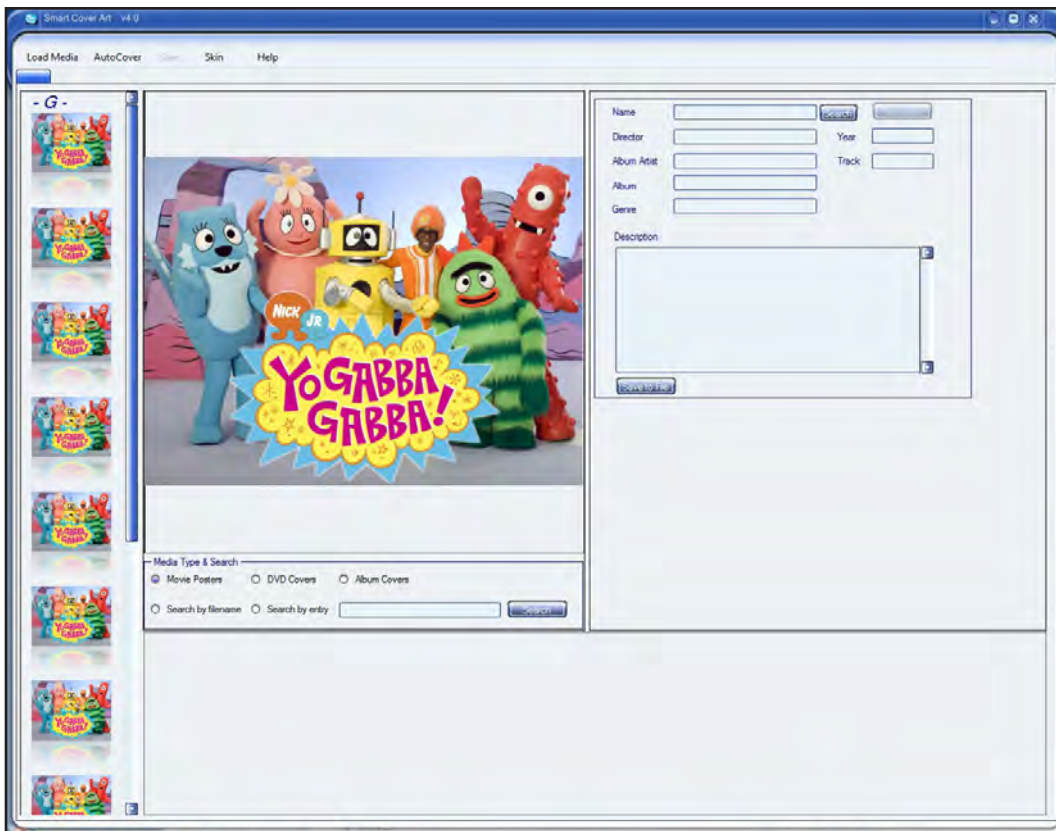 Smart Cover Art v4.0
Load Media AutoCover Skin Help
- G -
NICK JR
YO GABBA GABBA!
Name Search
Director Year
Album Artist Track
Album
Genre
Description
Save to File
Media Type & Search
Movie Posters DVD Covers Album Covers
Search by filename Search by entry Search